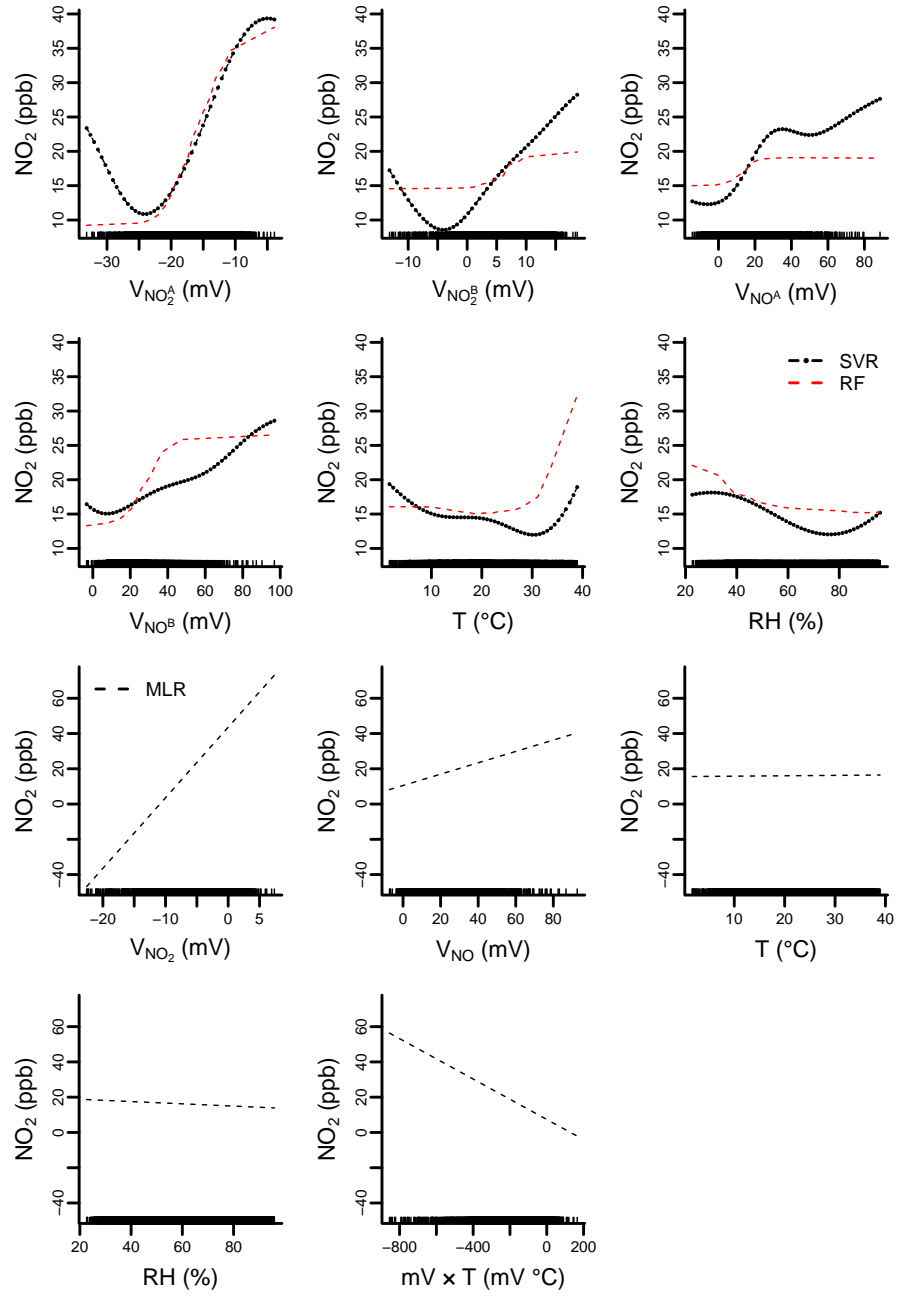 40
35
30
25
20
15
10
NO2 (ppb)
−30 −20 −10
VNO2A (mV)
40
35
30
25
20
15
10
NO2 (ppb)
−10 0 5 10
VNO2B (mV)
40
35
30
25
20
15
10
NO2 (ppb)
0 20 40 60 80
VNOA (mV)
40
35
30
25
20
15
10
NO2 (ppb)
0 20 40 60 80 100
VNOB (mV)
40
35
30
25
20
15
10
NO2 (ppb)
10 20 30 40
T (°C)
SVR
RF
40
35
30
25
20
15
10
NO2 (ppb)
20 40 60 80
RH (%)
MLR
60
40
20
0
−40
NO2 (ppb)
−20 −10 0 5
VNO2 (mV)
60
40
20
0
−40
NO2 (ppb)
0 20 40 60 80
VNO (mV)
60
40
20
0
−40
NO2 (ppb)
10 20 30 40
T (°C)
60
40
20
0
−40
NO2 (ppb)
20 40 60 80
RH (%)
60
40
20
0
−40
NO2 (ppb)
−800 −400 0 200
mV × T (mV °C)